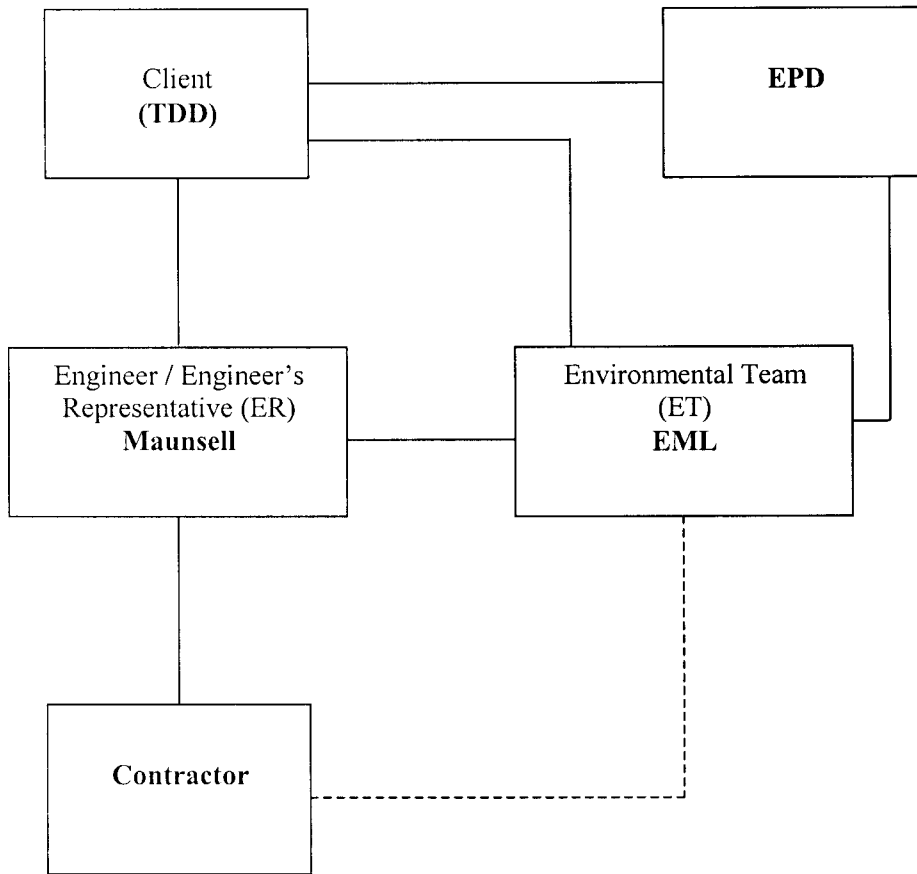 Client
(TDD)
EPD
Engineer / Engineer's
Representative (ER)
Maunsell
Environmental Team
(ET)
EML
Contractor